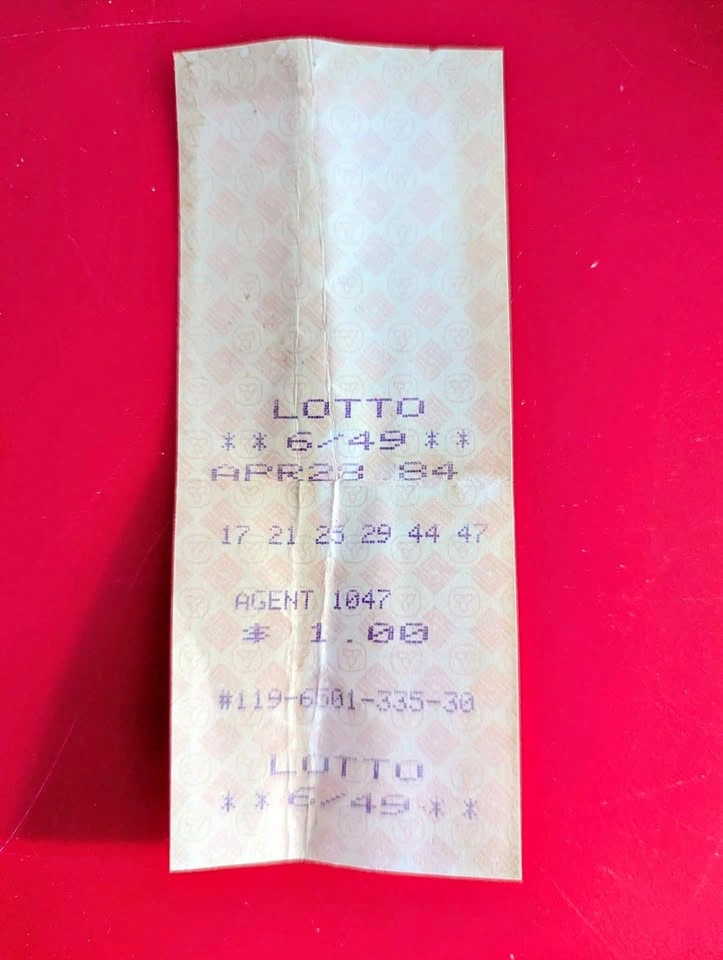 LOTTO
* * 6/49 * *
APR28 84
17 21 25 29 44 47
AGENT 1047
$ 1.00
#119-6501-335-30
LOTTO
* * 6/49 * *